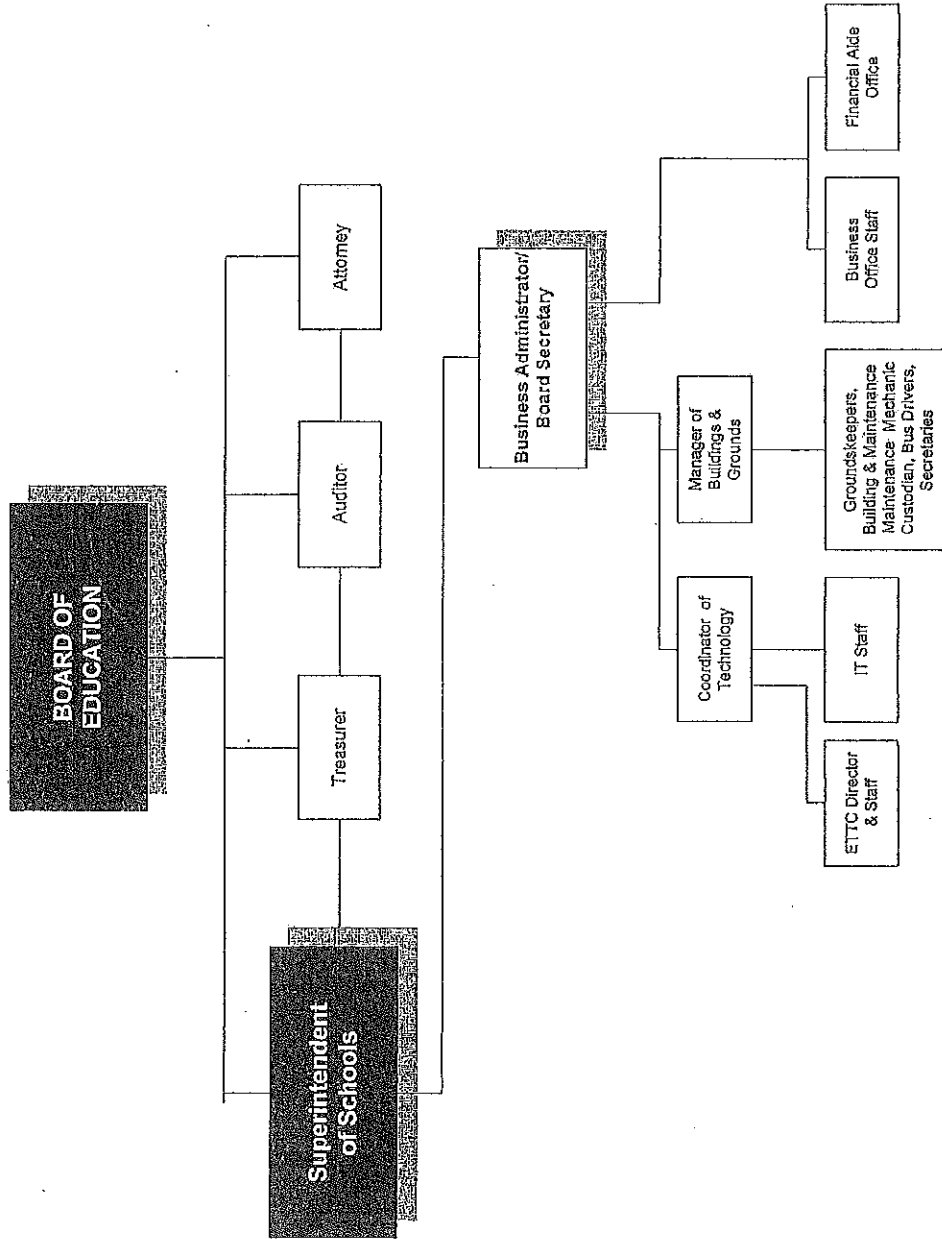 BOARD OF
EDUCATION
Superintendent
of Schools
Treasurer
Auditor
Attorney
Business Administrator/
Board Secretary
Coordinator of
Technology
Manager of
Buildings &
Grounds
ETTC Director
& Staff
IT Staff
Groundskeepers,
Building & Maintenance
Maintenance- Mechanic
Custodian, Bus Drivers,
Secretaries
Business
Office Staff
Financial Aide
Office